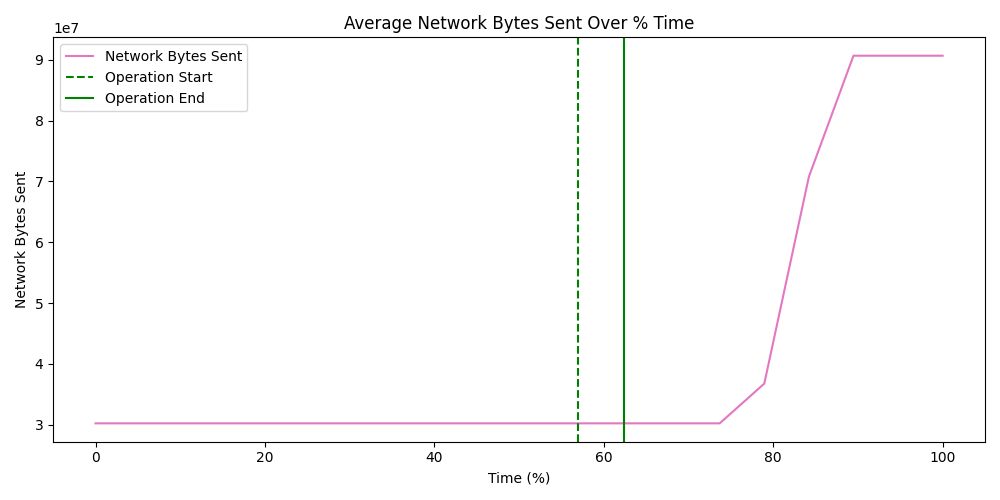 Average Network Bytes Sent Over % Time
1e7
Network Bytes Sent
Operation Start
Operation End
9
8
7
6
5
4
3
Network Bytes Sent
0 20 40 60 80 100
Time (%)